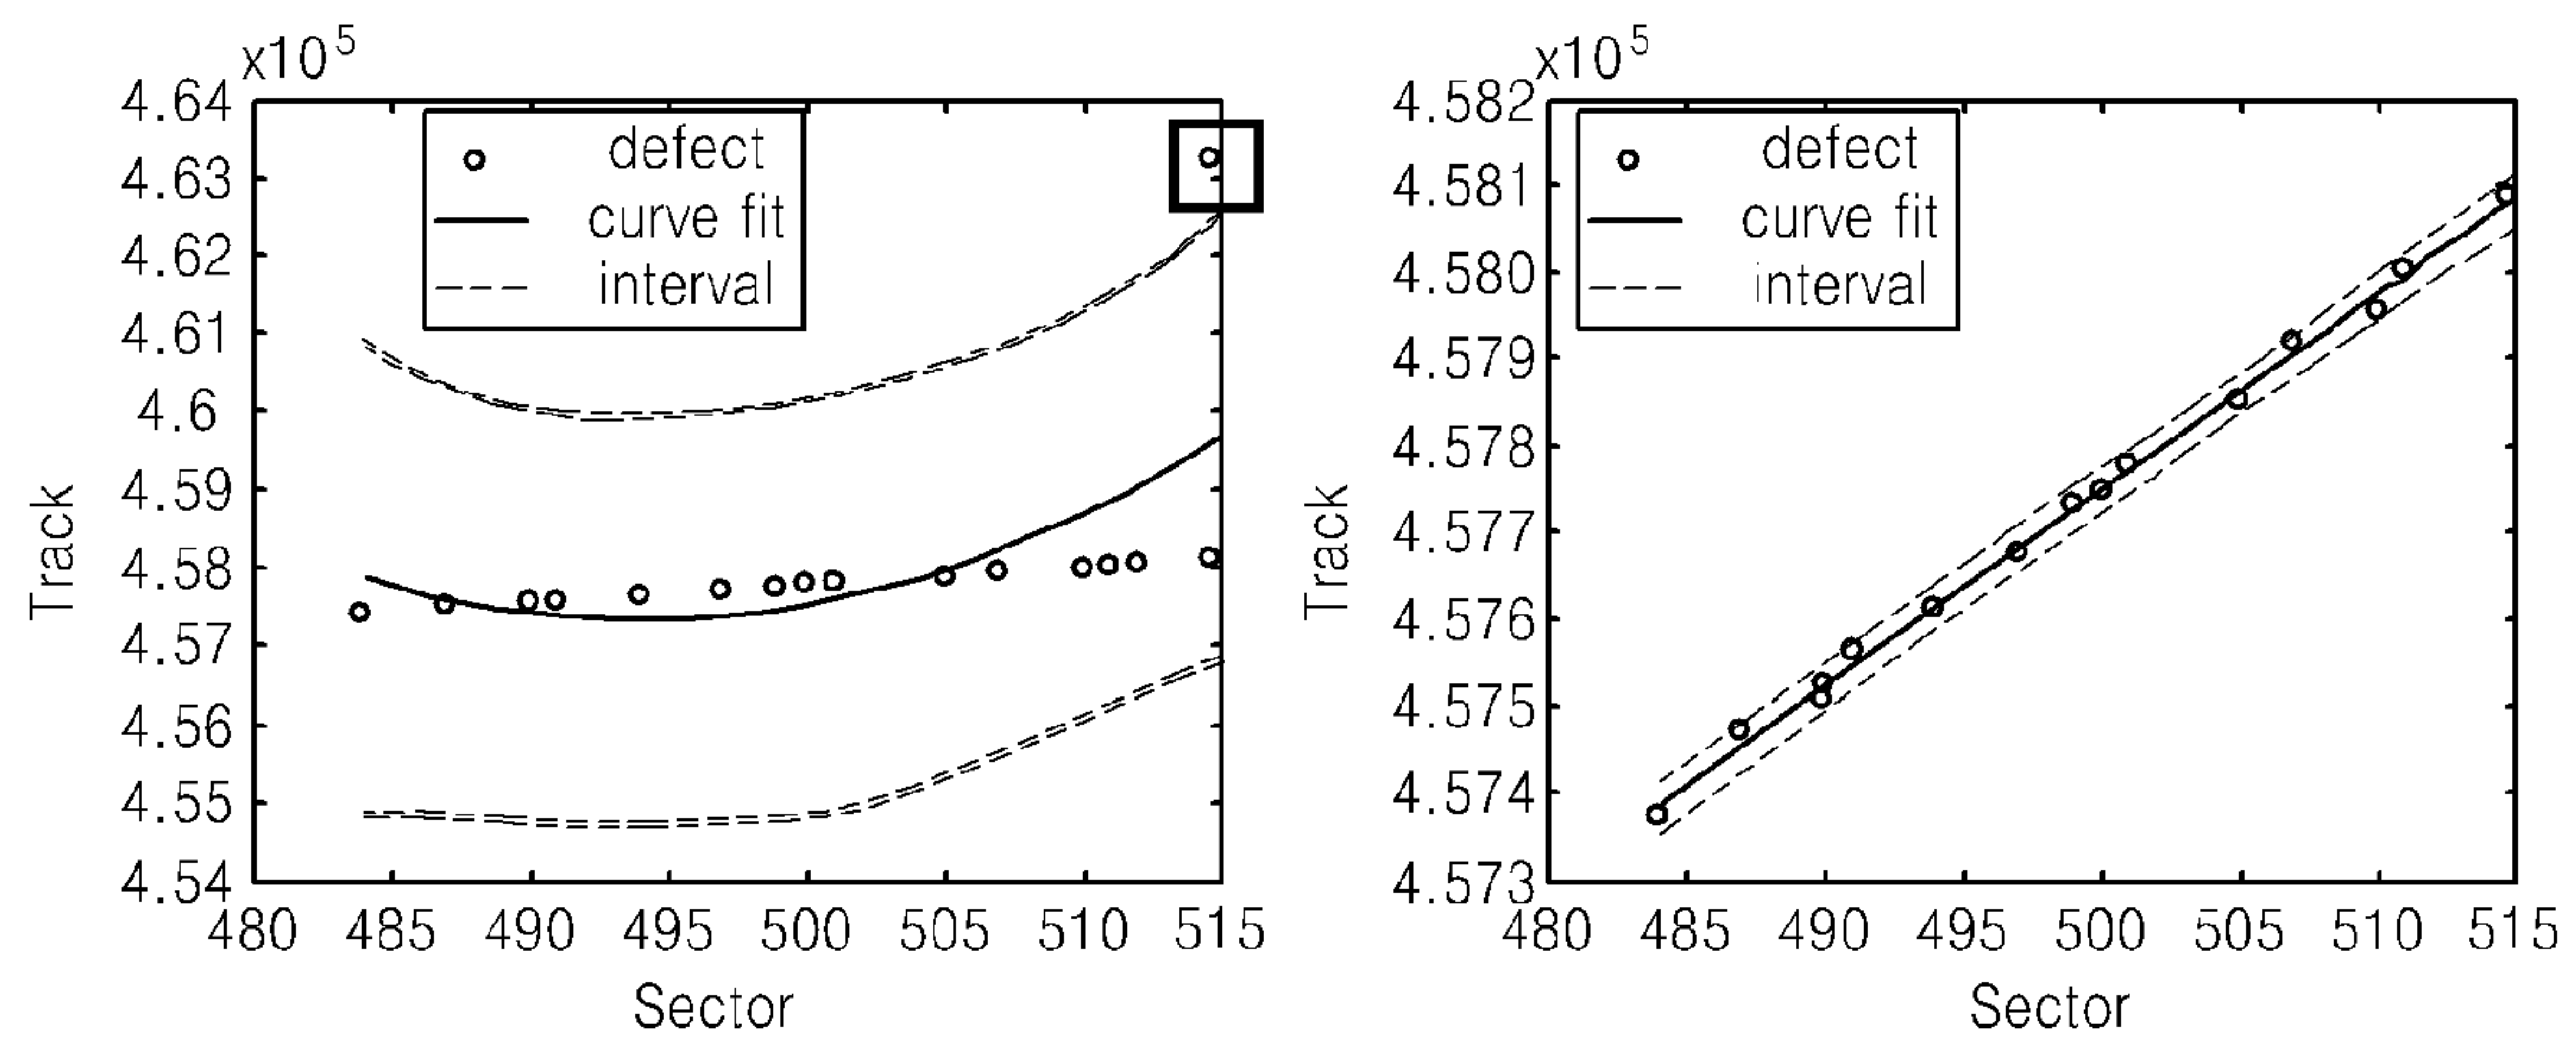 x10^5
4.64
4.63
4.62
4.61
4.6
4.59
4.58
4.57
4.56
4.55
4.54
defect
curve fit
interval
Track
480 485 490 495 500 505 510 515
Sector
x10^5
4.582
4.581
4.580
4.579
4.578
4.577
4.576
4.575
4.574
4.573
defect
curve fit
interval
Track
480 485 490 495 500 505 510 515
Sector